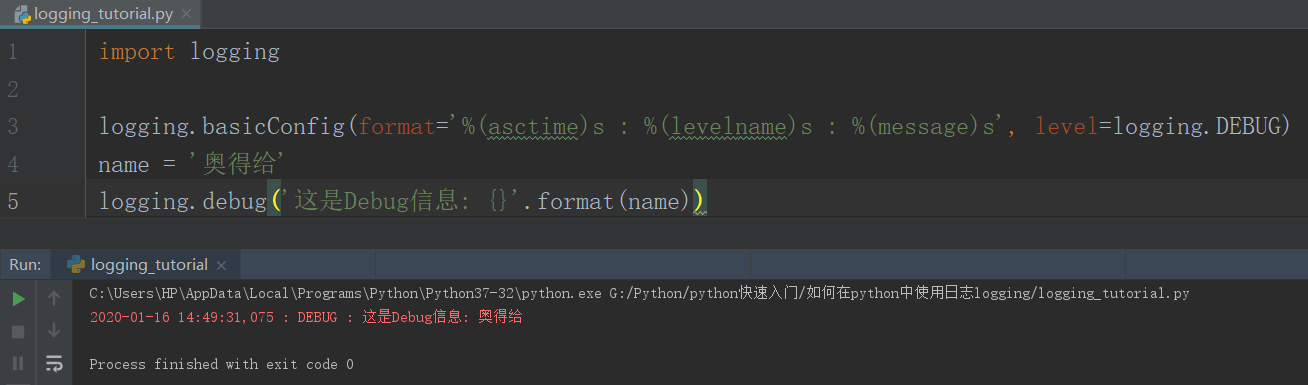 logging_tutorial.py
1 import logging
2
3 logging.basicConfig(format='%(asctime)s : %(levelname)s : %(message)s', level=logging.DEBUG)
4 name = '奥得给'
5 logging.debug('这是Debug信息: {}'.format(name))
Run: logging_tutorial
C:\Users\HP\AppData\Local\Programs\Python\Python37-32\python.exe G:/Python/python快速入门/如何在python中使用日志logging/logging_tutorial.py
2020-01-16 14:49:31,075 : DEBUG : 这是Debug信息: 奥得给
Process finished with exit code 0